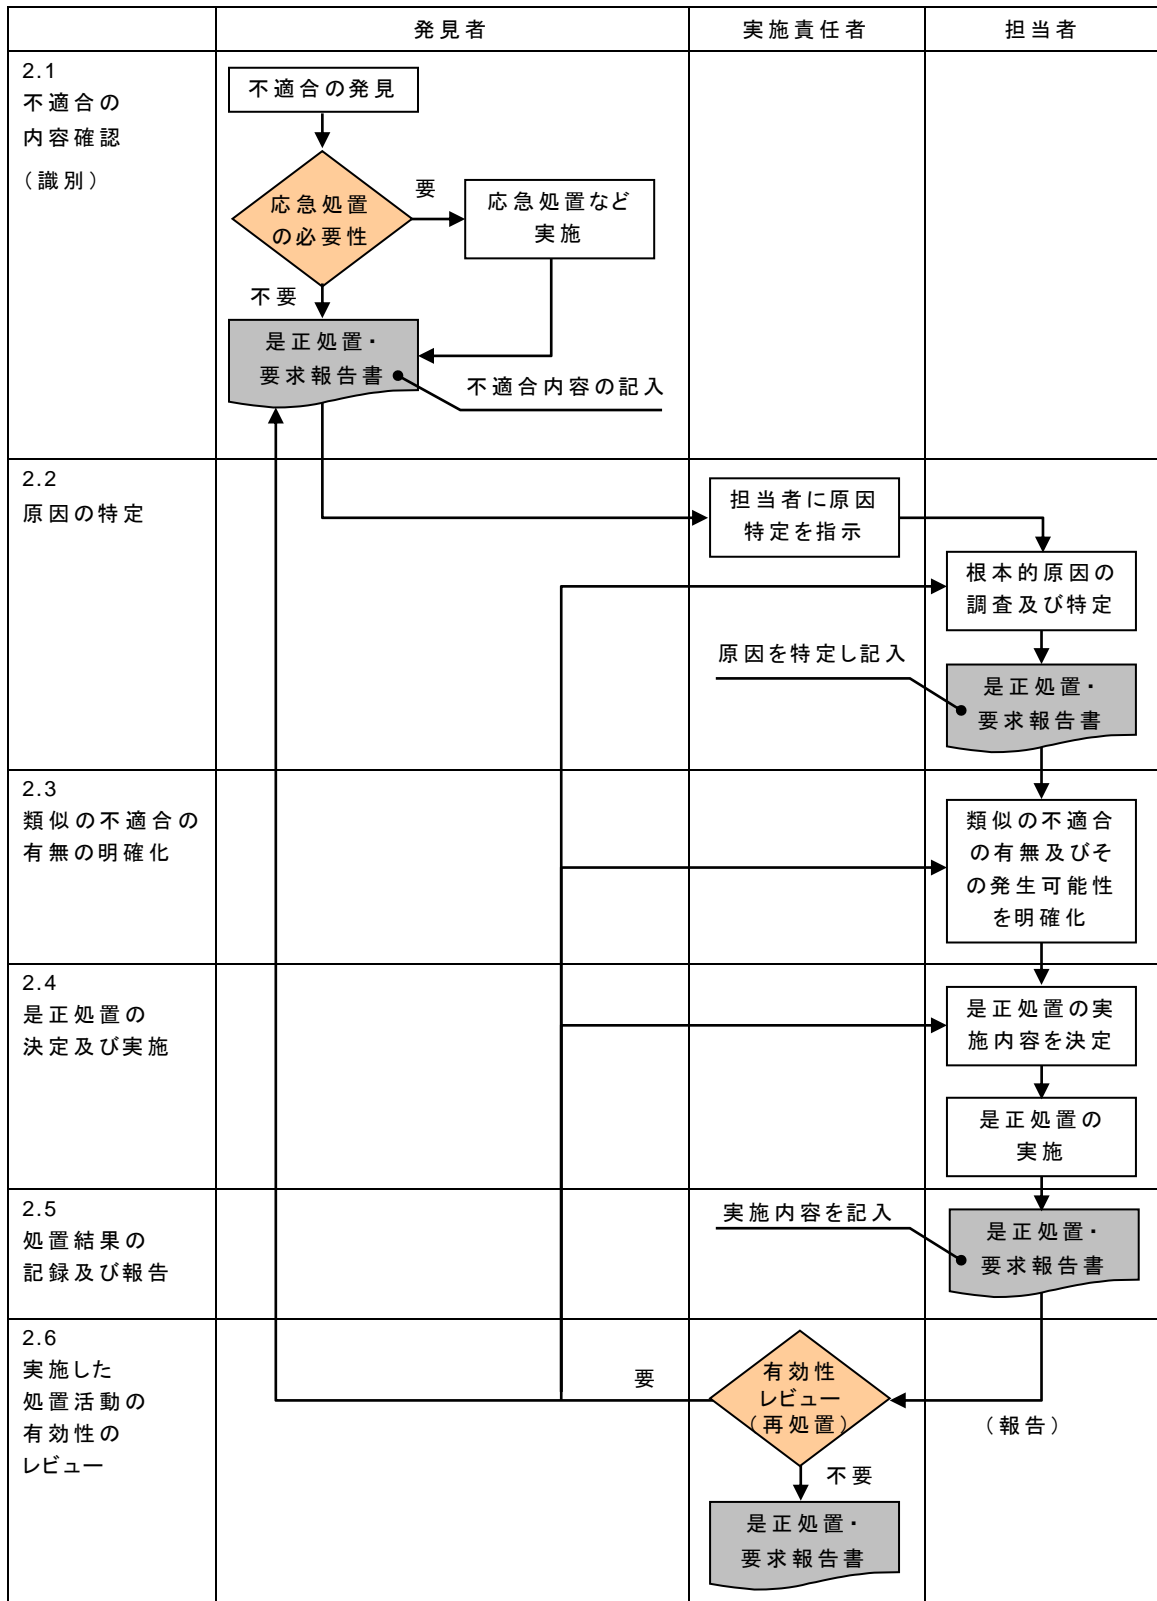 発見者
実施責任者
担当者
2.1
不適合の
内容確認
（識別）
不適合の発見
応急処置
の必要性
要
応急処置など
実施
不要
是正処置・
要求報告書
不適合内容の記入
2.2
原因の特定
担当者に原因
特定を指示
根本的原因の
調査及び特定
原因を特定し記入
是正処置・
要求報告書
2.3
類似の不適合の
有無の明確化
類似の不適合
の有無及びそ
の発生可能性
を明確化
2.4
是正処置の
決定及び実施
是正処置の実
施内容を決定
是正処置の
実施
2.5
処置結果の
記録及び報告
実施内容を記入
是正処置・
要求報告書
2.6
実施した
処置活動の
有効性の
レビュー
要
有効性
レビュー
（再処置）
（報告）
不要
是正処置・
要求報告書